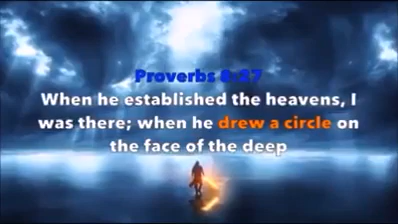 Proverbs 8:27
When he established the heavens, I
was there; when he drew a circle on
the face of the deep